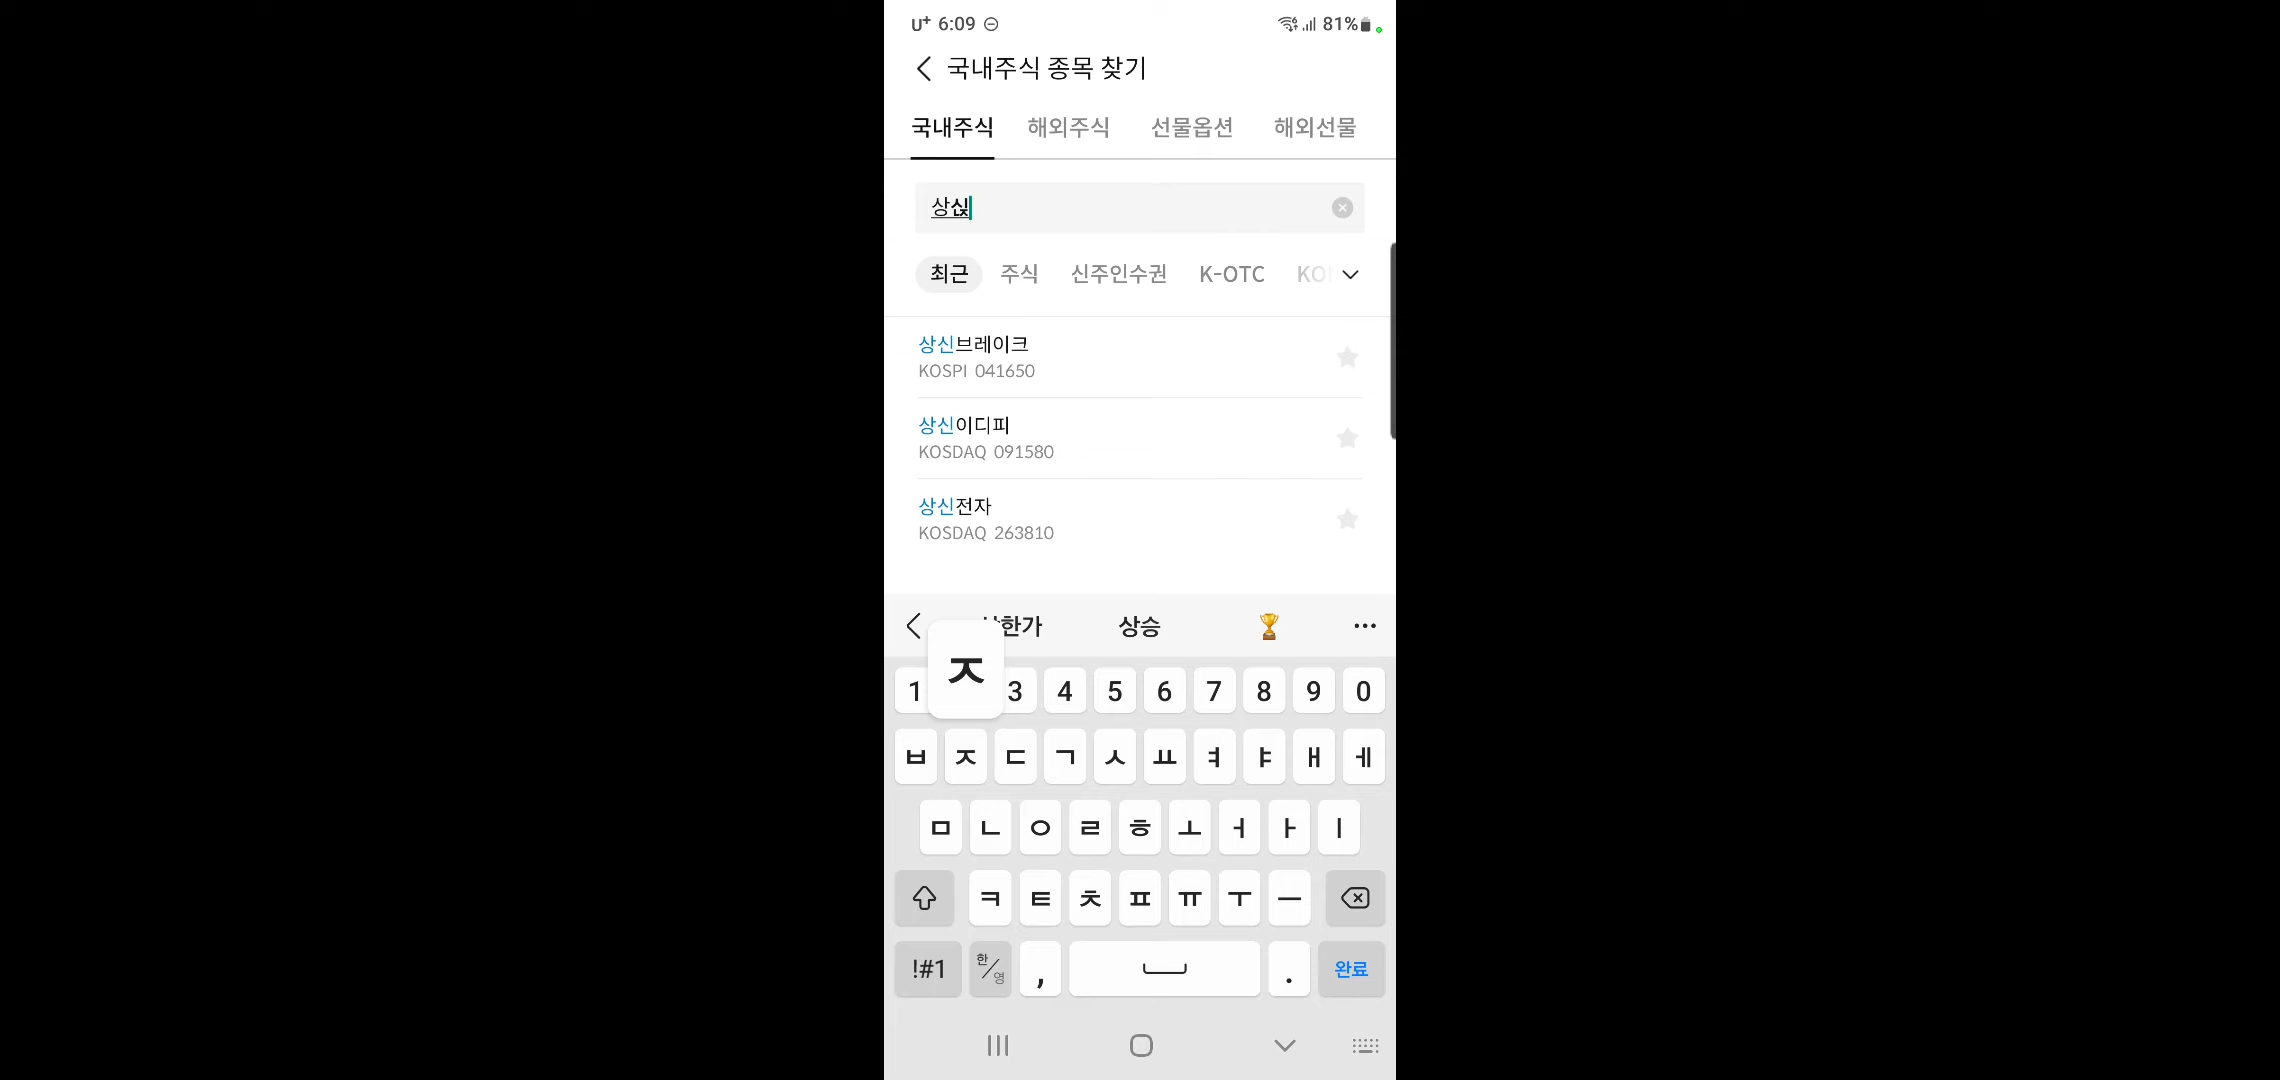 U+ 6:09 81%
국내주식 종목 찾기
국내주식 해외주식 선물옵션 해외선물
상싡
최근 주식 신주인수권 K-OTC
상신브레이크
KOSPI 041650
상신이디피
KOSDAQ 091580
상신전자
KOSDAQ 263810
상승
ㅈ
1 3 4 5 6 7 8 9 0
ㅂ ㅈ ㄷ ㄱ ㅅ ㅛ ㅕ ㅑ ㅐ ㅔ
ㅁ ㄴ ㅇ ㄹ ㅎ ㅗ ㅓ ㅏ ㅣ
ㅋ ㅌ ㅊ ㅍ ㅠ ㅜ ㅡ
!#1 한/영 , . 완료